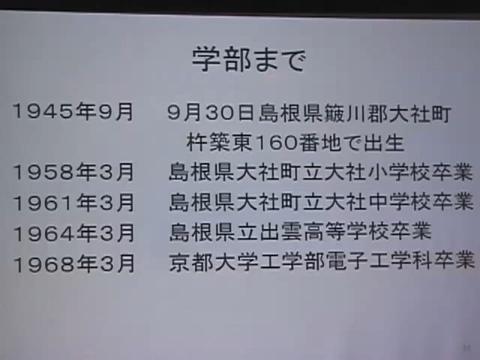 学部まで
1945年9月 9月30日島根県簸川郡大社町
杵築東160番地で出生
1958年3月 島根県大社町立大社小学校卒業
1961年3月 島根県大社町立大社中学校卒業
1964年3月 島根県立出雲高等学校卒業
1968年3月 京都大学工学部電子工学科卒業